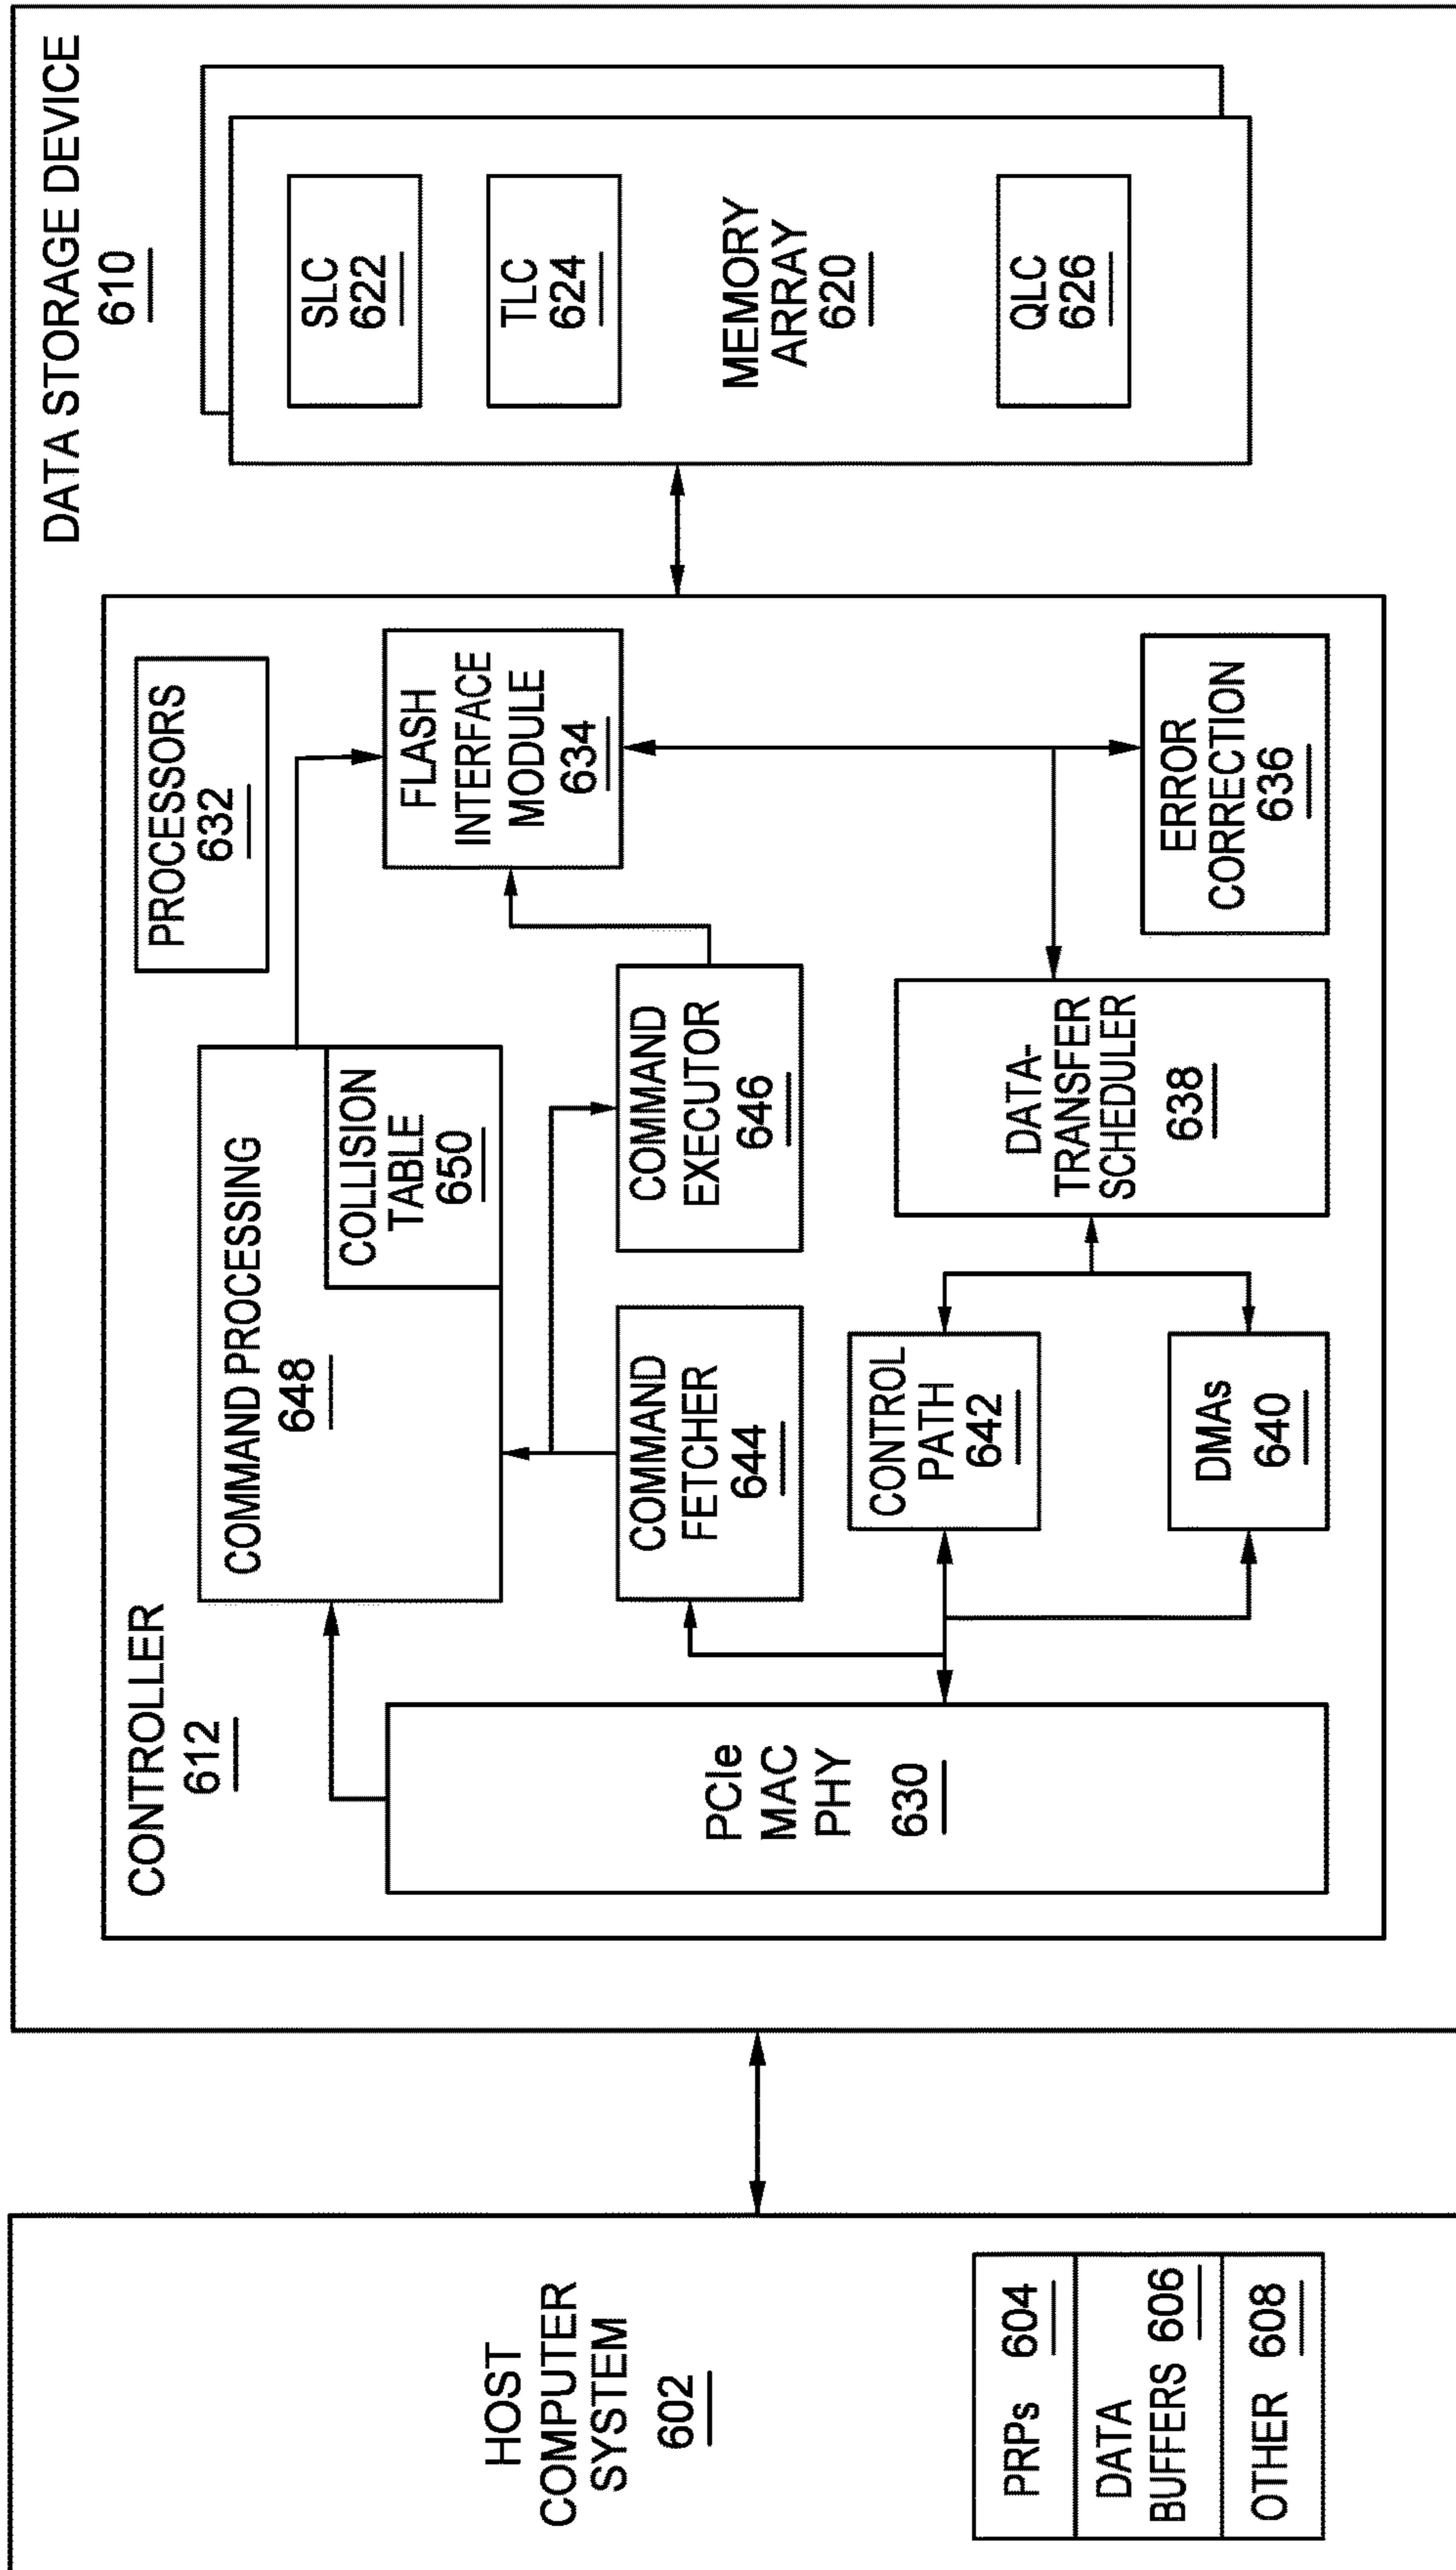 HOST
COMPUTER
SYSTEM
602
PRPs 604
DATA
BUFFERS 606
OTHER 608
DATA STORAGE DEVICE
610
CONTROLLER
612
PCIe
MAC
PHY
630
COMMAND PROCESSING
648
COLLISION
TABLE
650
COMMAND
FETCHER
644
COMMAND
EXECUTOR
646
CONTROL
PATH
642
DMAs
640
DATA-
TRANSFER
SCHEDULER
638
PROCESSORS
632
FLASH
INTERFACE
MODULE
634
ERROR
CORRECTION
636
SLC
622
TLC
624
MEMORY
ARRAY
620
QLC
626